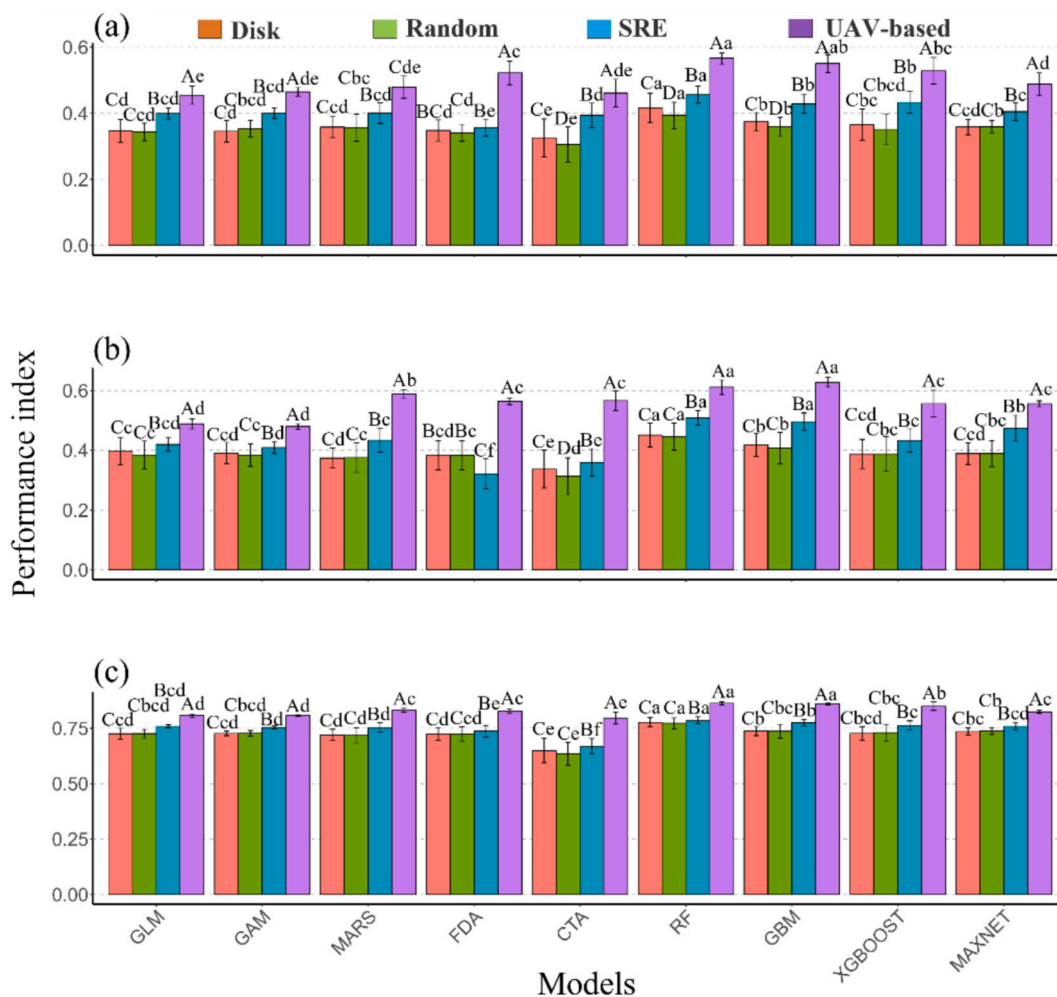 (a) Disk Random SRE UAV-based
0.6
0.4
0.2
0.0
Cd Ccd Bcd Ae
Cd Cbcd Bcd Ade
Ccd Cbc Bcd Cde
BCd Cd Be Ac
Ce De Bd Ade
Ca Da Ba Aa
Cb Db Bb Aab
Cbc Cbcd Bb Abc
Ccd Cb Bc Ad
Performance index
(b)
0.6
0.4
0.2
0.0
Cc Cc Bcd Ad
Ccd Cc Bd Ad
Cd Cc Bc Ab
Bcd Bc Cf Ac
Ce Dd Bc Ac
Ca Ca Ba Aa
Cb Cb Ba Aa
Ccd Cbc Bc Ac
Ccd Cbc Bb Ac
(c)
0.75
0.50
0.25
0.00
Ccd Cbcd Bcd Ad
Ccd Cbcd Bd Ad
Cd Cd Bd Ac
Cd Ccd Be Ac
Ce Ce Bf Ae
Ca Ca Ba Aa
Cb Cbc Bb Aa
Cbcd Cbc Bc Ab
Cbc Cb Bcd Ac
GLM GAM MARS FDA CTA RF GBM XGBOOST MAXNET
Models